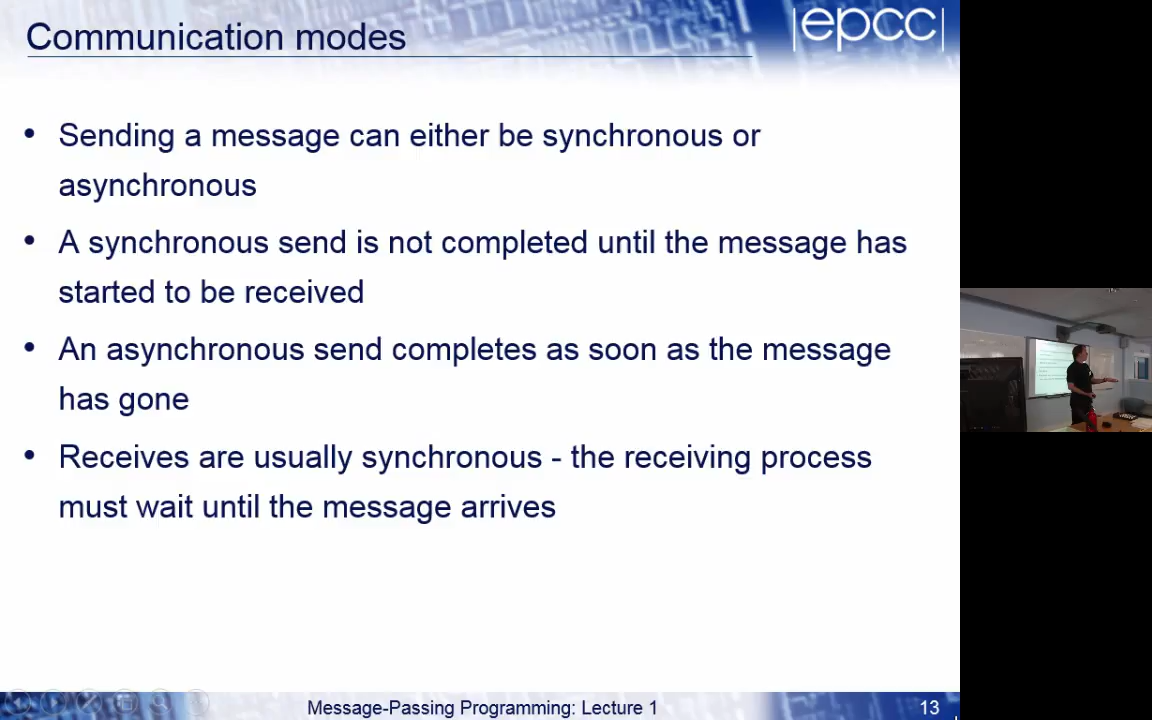 Communication modes
|epcc|
• Sending a message can either be synchronous or
asynchronous
• A synchronous send is not completed until the message has
started to be received
• An asynchronous send completes as soon as the message
has gone
• Receives are usually synchronous - the receiving process
must wait until the message arrives
Message-Passing Programming: Lecture 1
13